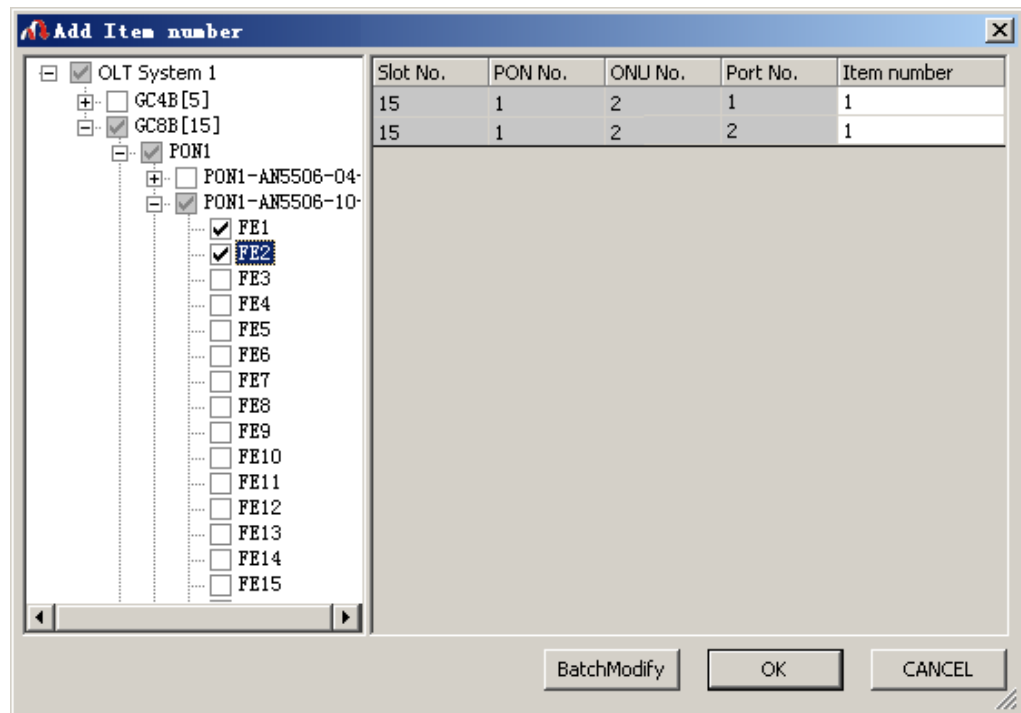 Add Item number
OLT System 1
GC4B[5]
GC8B[15]
PON1
PON1-AN5506-04-
PON1-AN5506-10-
FE1
FE2
FE3
FE4
FE5
FE6
FE7
FE8
FE9
FE10
FE11
FE12
FE13
FE14
FE15
Slot No. PON No. ONU No. Port No. Item number
15 1 2 1 1
15 1 2 2 1
BatchModify OK CANCEL